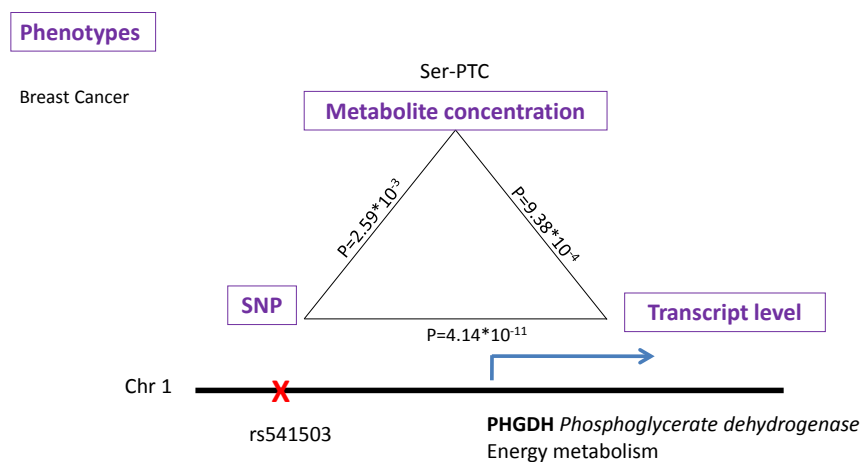 Phenotypes
Ser-PTC
Breast Cancer
Metabolite concentration
P=2.59*10-3
P=9.38*10-4
SNP
Transcript level
P=4.14*10-11
Chr 1
X
rs541503
PHGDH Phosphoglycerate dehydrogenase
Energy metabolism